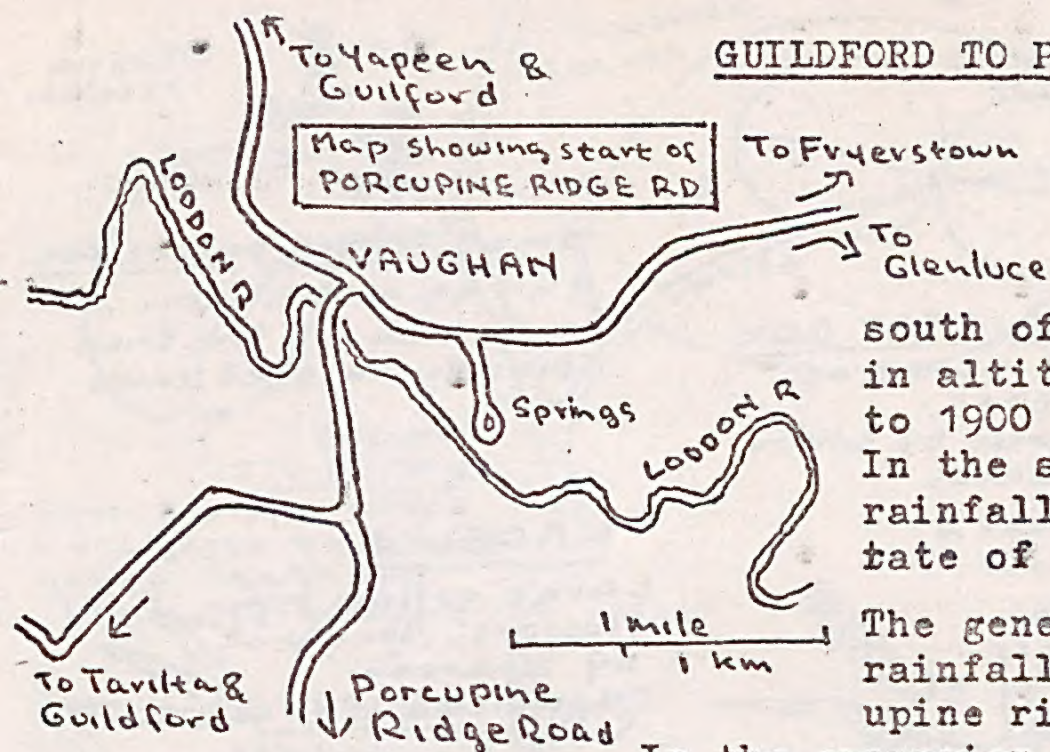 To Yapeen &
Guilford
GUILDFORD TO P
Map showing start of
PORCUPINE RIDGE RD
To Fryerstown
LODDON R
VAUGHAN
To
Glenluce
Springs
LODDON R
south of
in altit
to 1900
In the s
rainfall
tate of
1 mile
1 km
The gene
rainfall
upine ri
To Tarilta &
Guildford
Porcupine
Ridge Road